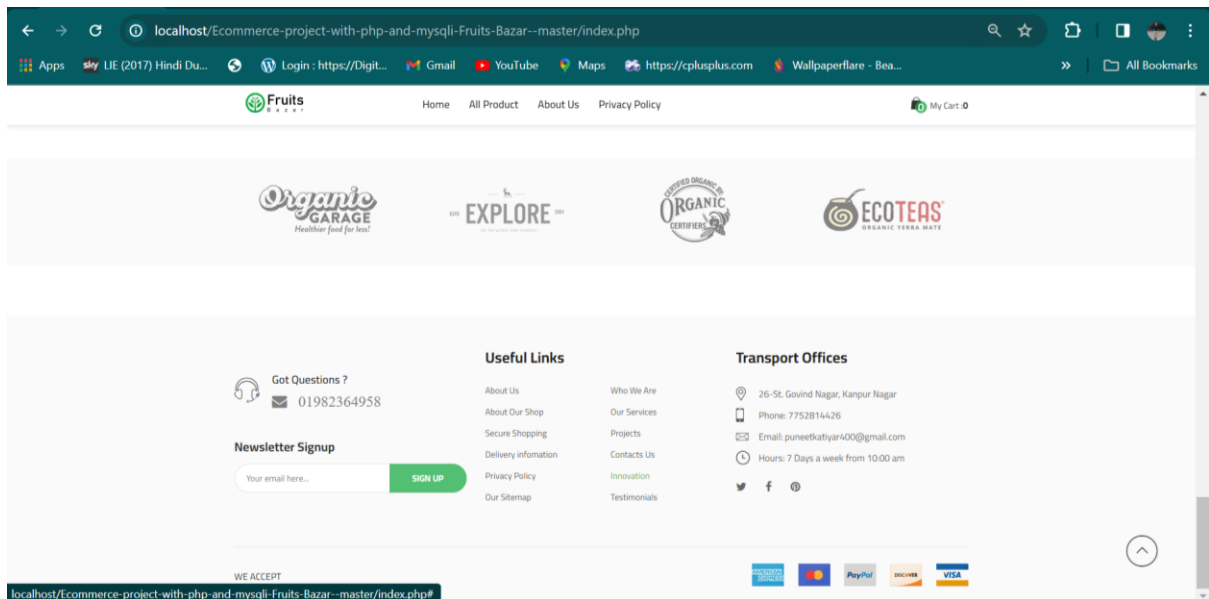 localhost/Ecommerce-project-with-php-and-mysqli-Fruits-Bazar--master/index.php
Apps
sky LIE (2017) Hindi Du...
Login : https://Digit...
Gmail
YouTube
Maps
https://cplusplus.com
Wallpaperflare - Bea...
»
All Bookmarks
Fruits
Bazar
Home
All Product
About Us
Privacy Policy
0
My Cart :0
Organic
GARAGE
Healthier food for less!
EXPLORE
CERTIFIED ORGANIC BY
ORGANIC
CERTIFIERS
ECOTEAS
ORGANIC YERBA MATE
Got Questions ?
01982364958
Newsletter Signup
Your email here...
SIGN UP
Useful Links
About Us
About Our Shop
Secure Shopping
Delivery infomation
Privacy Policy
Our Sitemap
Who We Are
Our Services
Projects
Contacts Us
Innovation
Testimonials
Transport Offices
26-St. Govind Nagar, Kanpur Nagar
Phone: 7752814426
Email: puneetkatiyar400@gmail.com
Hours: 7 Days a week from 10:00 am
WE ACCEPT
AMERICAN EXPRESS
PayPal
DISCOVER
VISA
localhost/Ecommerce-project-with-php-and-mysqli-Fruits-Bazar--master/index.php#